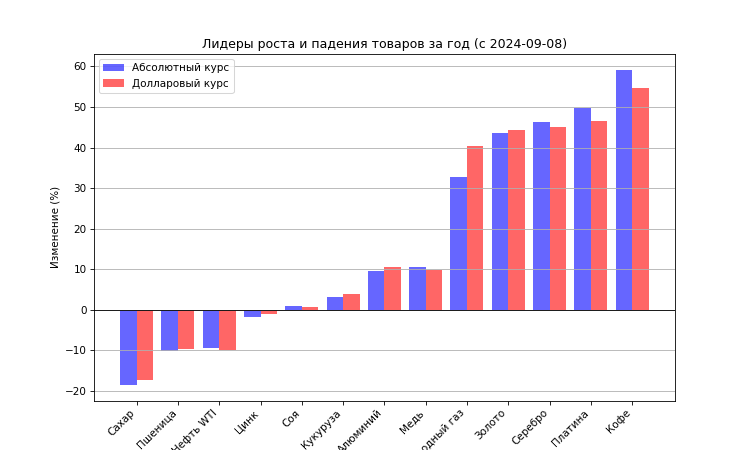 Лидеры роста и падения товаров за год (с 2024-09-08)
Абсолютный курс
Долларовый курс
Изменение (%)
60
50
40
30
20
10
0
−10
−20
Сахар
Пшеница
Нефть WTI
Цинк
Соя
Кукуруза
Алюминий
Медь
одный газ
Золото
Серебро
Платина
Кофе